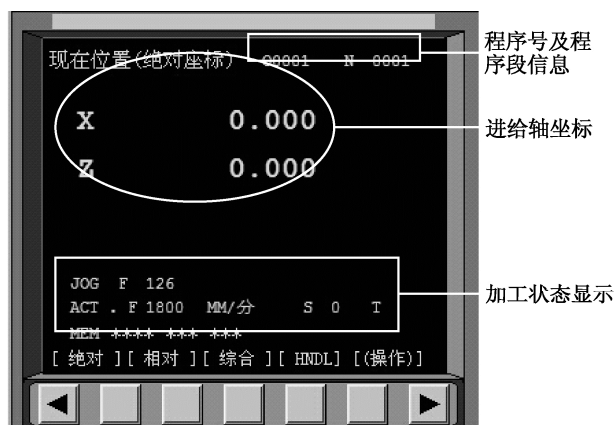 现在位置(绝对座标) O0001 N 0001
程序号及程
序段信息
X 0.000
进给轴坐标
Z 0.000
JOG F 126
ACT . F 1800 MM/分 S 0 T
加工状态显示
MEM **** *** ***
[ 绝对 ][ 相对 ][ 综合 ][ HNDL] [(操作)]